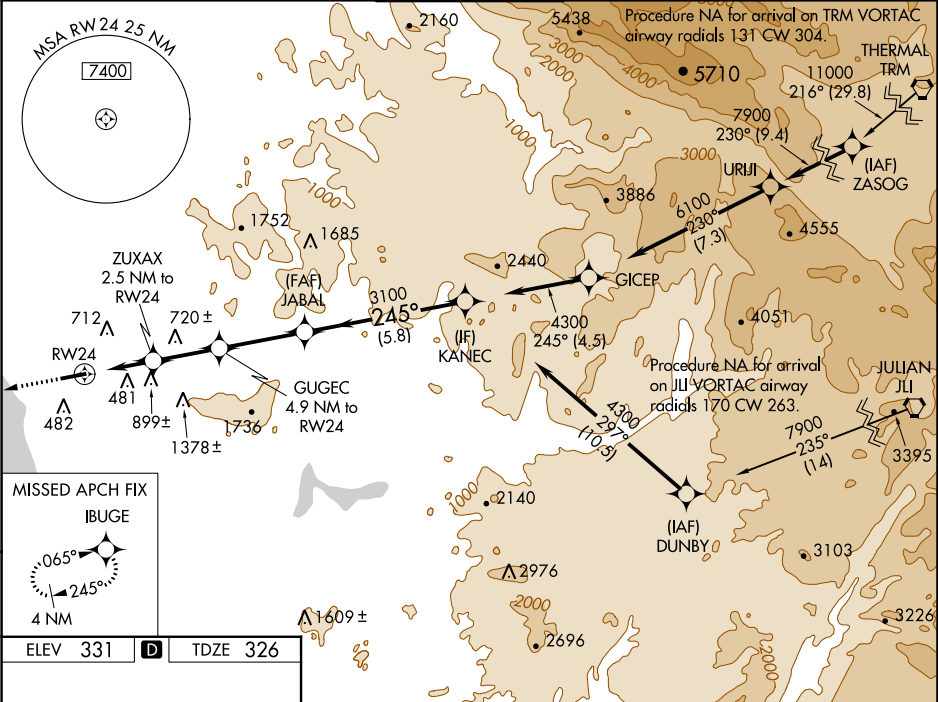 MSA RW24 25 NM
7400
2160
5438
3000
2000
4000
5710
Procedure NA for arrival on TRM VORTAC
airway radials 131 CW 304.
THERMAL
TRM
11000
216° (29.8)
7900
230° (9.4)
(IAF)
ZASOG
URIJI
1000
3000
3886
6100
230°
(7.3)
4555
1000
1752
1685
2440
GICEP
ZUXAX
2.5 NM to
RW24
(FAF)
JABAL
3100
245°
(5.8)
(IF)
KANEC
4300
245° (4.5)
4051
712
720 ±
RW24
481
482
899±
1378 ±
1736
GUGEC
4.9 NM to
RW24
Procedure NA for arrival
on JLI VORTAC airway
radials 170 CW 263.
JULIAN
JLI
4300
297°
(10.5)
7900
235°
(14)
3395
MISSED APCH FIX
IBUGE
065°
245°
4 NM
1000
2140
(IAF)
DUNBY
3103
2976
2000
1609 ±
2696
3226
2000
ELEV 331 D TDZE 326